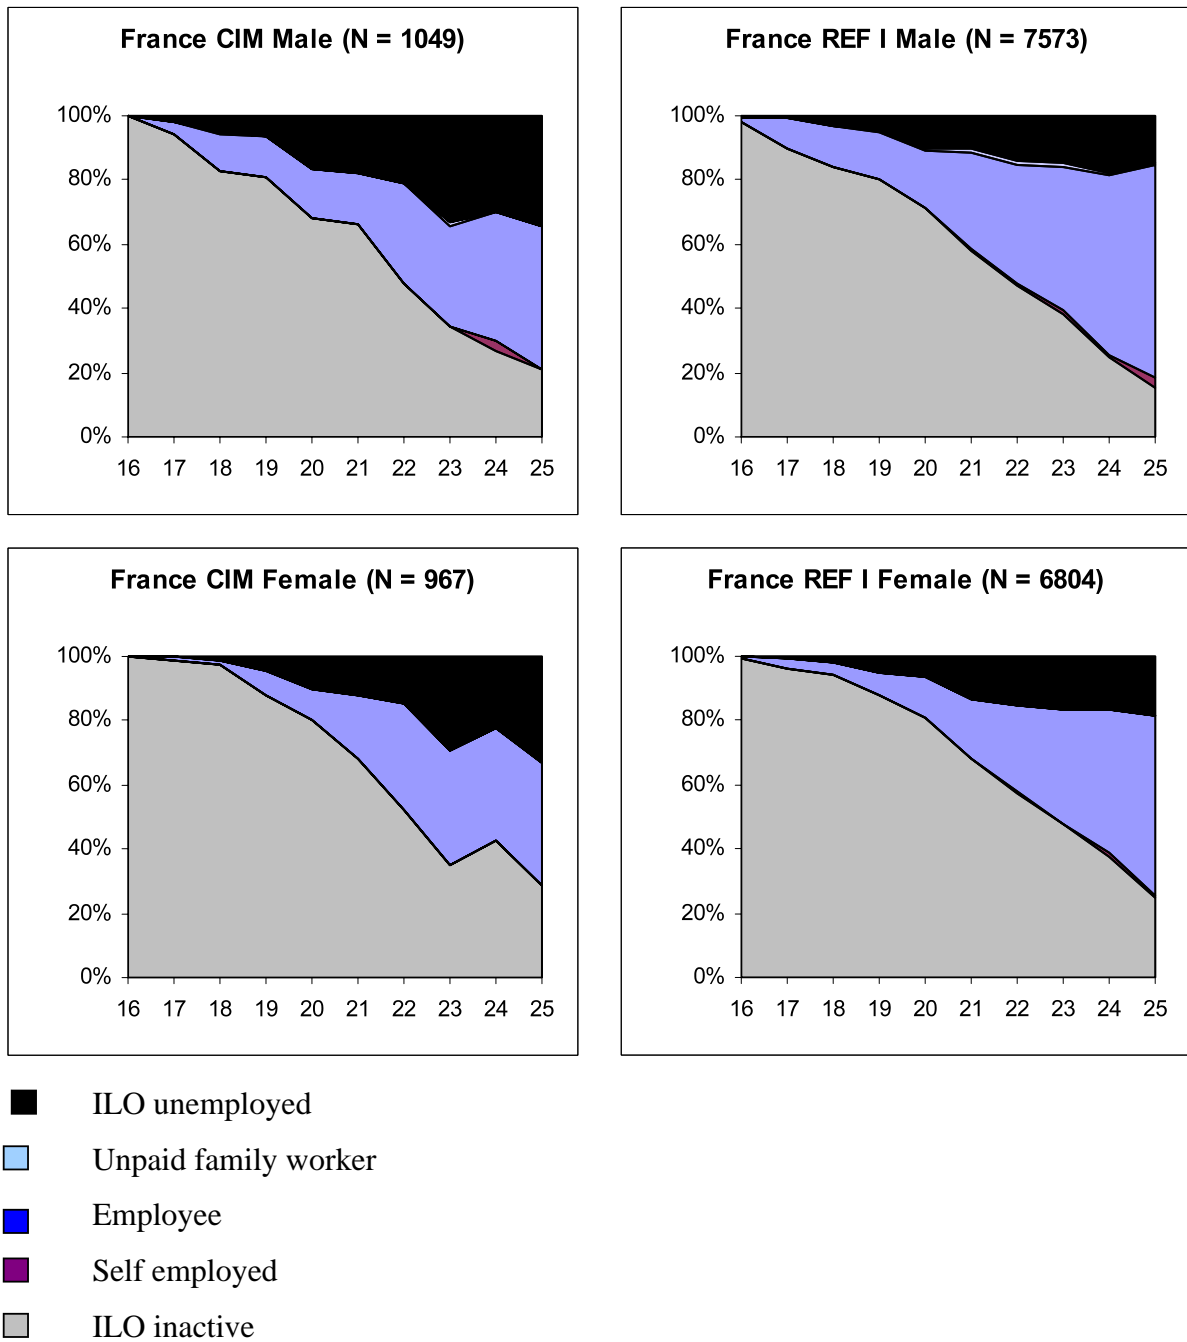 France CIM Male (N = 1049)
100%
80%
60%
40%
20%
0%
16 17 18 19 20 21 22 23 24 25
France REF I Male (N = 7573)
100%
80%
60%
40%
20%
0%
16 17 18 19 20 21 22 23 24 25
France CIM Female (N = 967)
100%
80%
60%
40%
20%
0%
16 17 18 19 20 21 22 23 24 25
France REF I Female (N = 6804)
100%
80%
60%
40%
20%
0%
16 17 18 19 20 21 22 23 24 25
ILO unemployed
Unpaid family worker
Employee
Self employed
ILO inactive